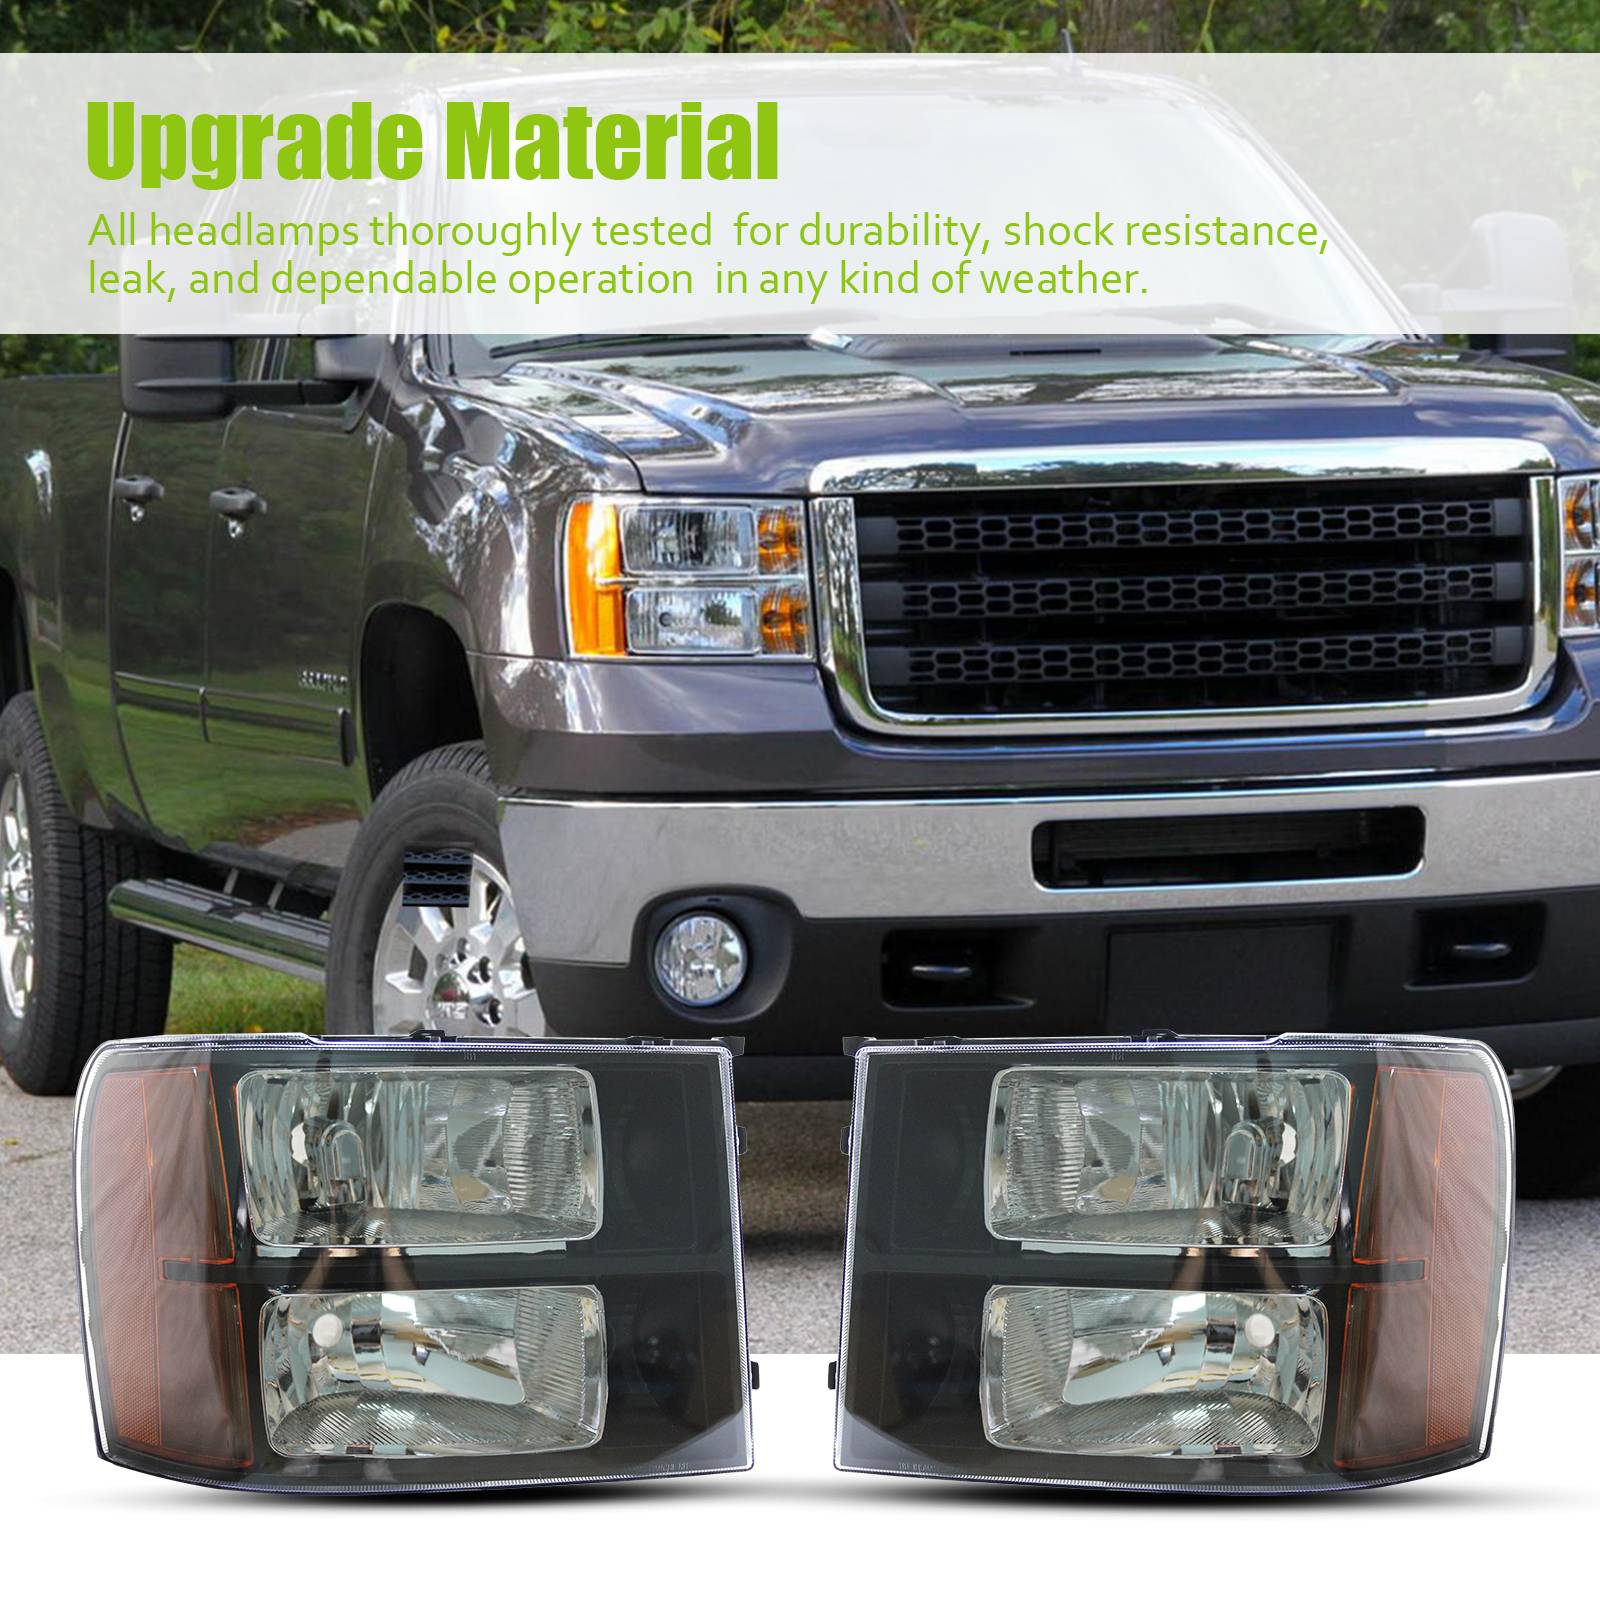 Upgrade Material
All headlamps thoroughly tested for durability, shock resistance,
leak, and dependable operation in any kind of weather.